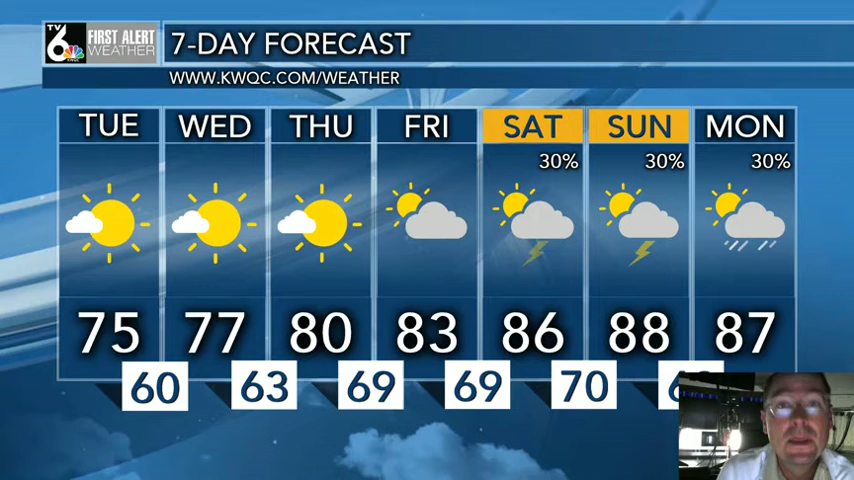 TV
6
KWQC
FIRST ALERT
WEATHER
7-DAY FORECAST
WWW.KWQC.COM/WEATHER
TUE WED THU FRI SAT SUN MON
30% 30% 30%
75 77 80 83 86 88 87
60 63 69 69 70